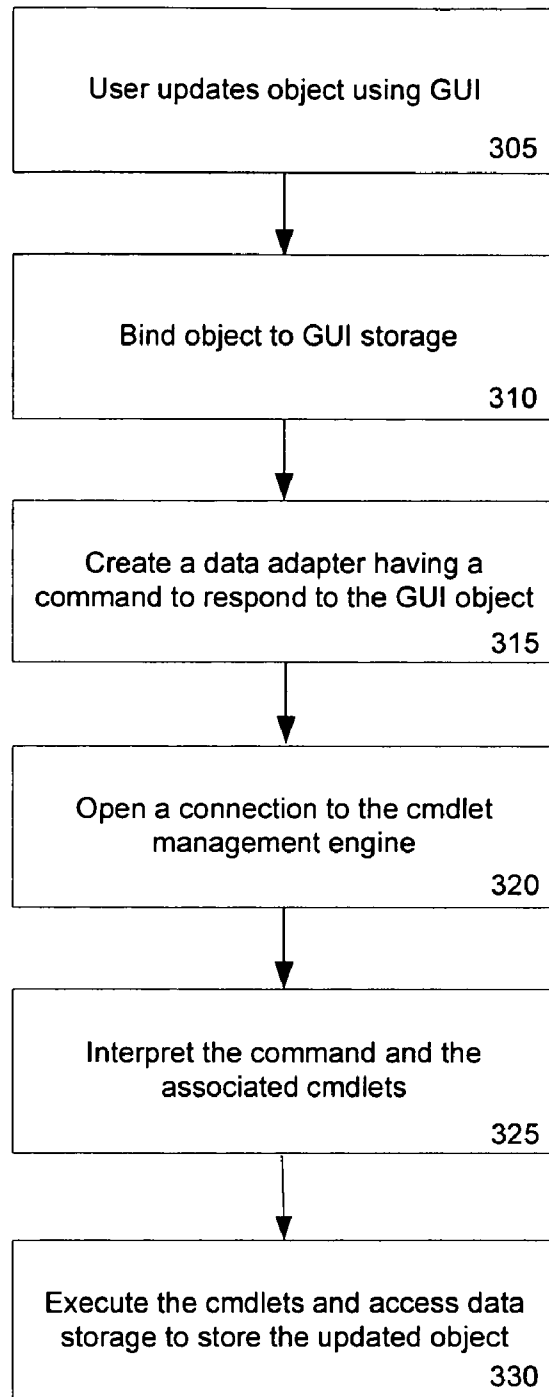 User updates object using GUI
305
Bind object to GUI storage
310
Create a data adapter having a
command to respond to the GUI object
315
Open a connection to the cmdlet
management engine
320
Interpret the command and the
associated cmdlets
325
Execute the cmdlets and access data
storage to store the updated object
330